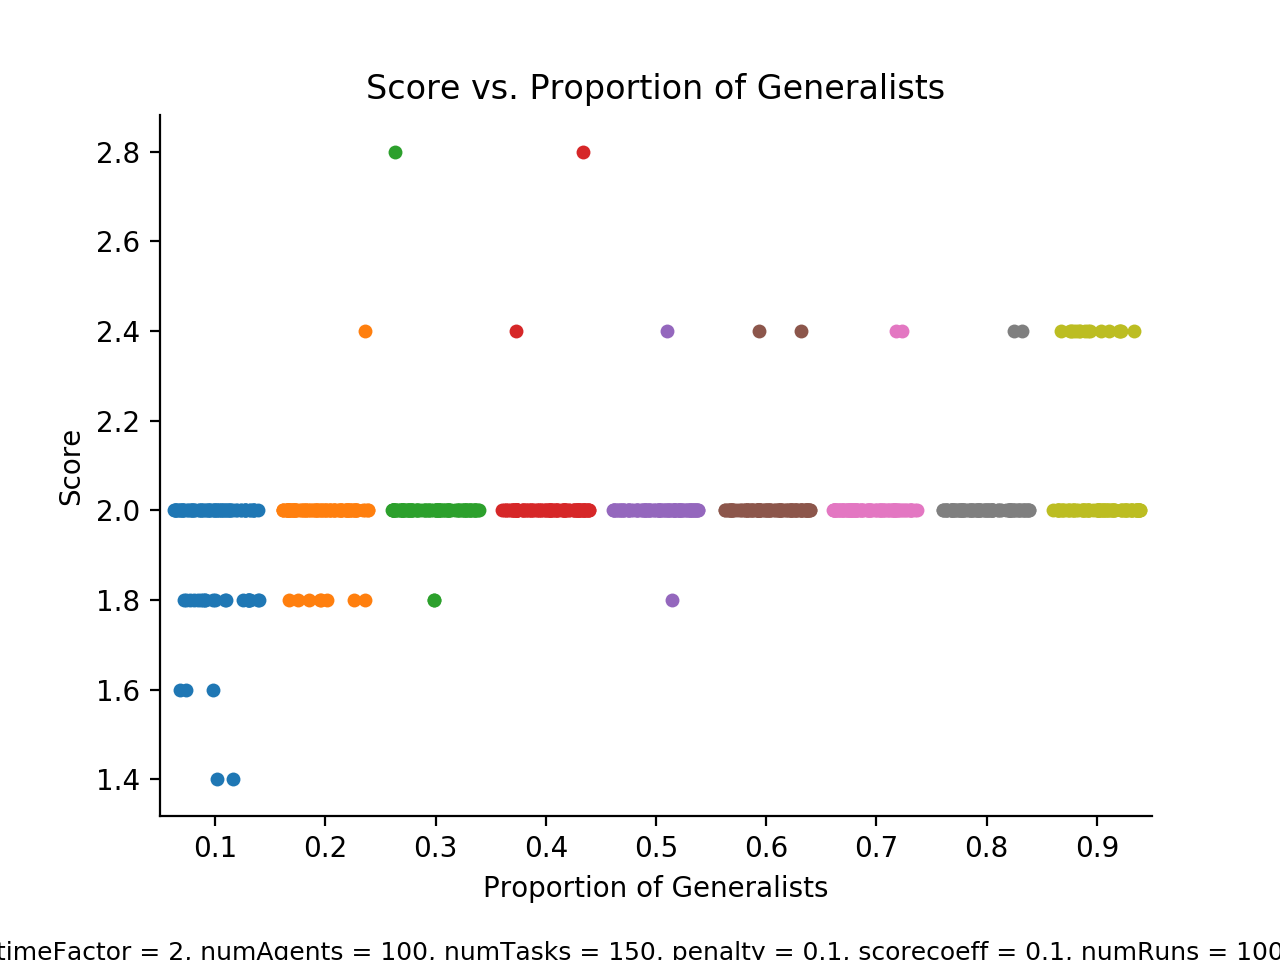 Score vs. Proportion of Generalists
2.8
2.6
2.4
2.2
2.0
1.8
1.6
1.4
Score
0.1 0.2 0.3 0.4 0.5 0.6 0.7 0.8 0.9
Proportion of Generalists
timeFactor = 2, numAgents = 100, numTasks = 150, penalty = 0.1, scorecoeff = 0.1, numRuns = 100